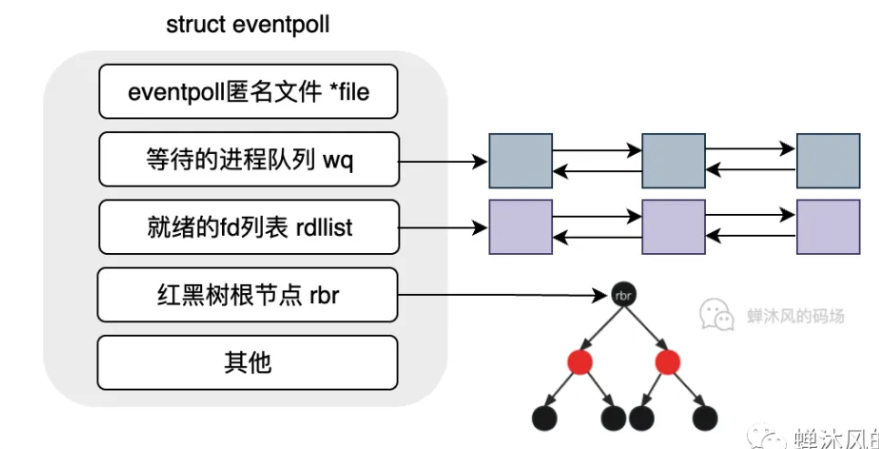 struct eventpoll
eventpoll匿名文件 *file
等待的进程队列 wq
就绪的fd列表 rdllist
红黑树根节点 rbr
rbr
蝉沐风的码场
其他
蝉沐风的